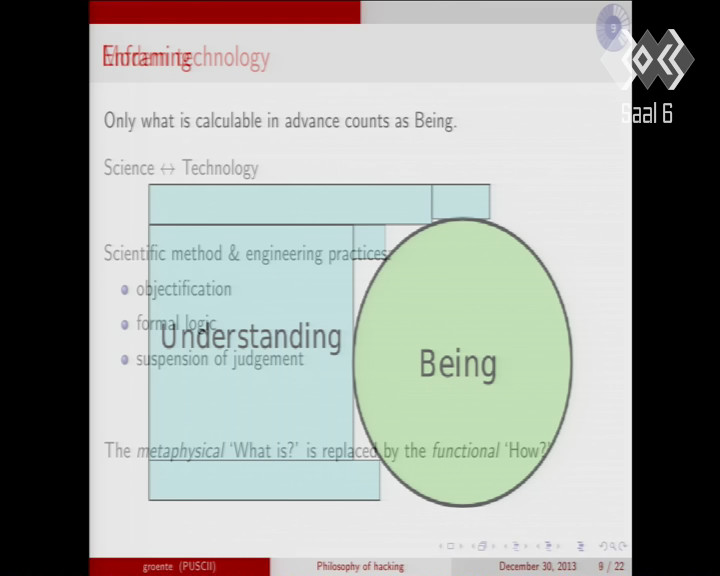 Enframing
Modern technology
Saal 6
Only what is calculable in advance counts as Being.
Science ↔ Technology
Scientific method & engineering practices:
objectification
formal logic
suspension of judgement
Understanding
Being
The metaphysical 'What is?' is replaced by the functional 'How?'
groente (PUSCII)
Philosophy of hacking
December 30, 2013
9 / 22